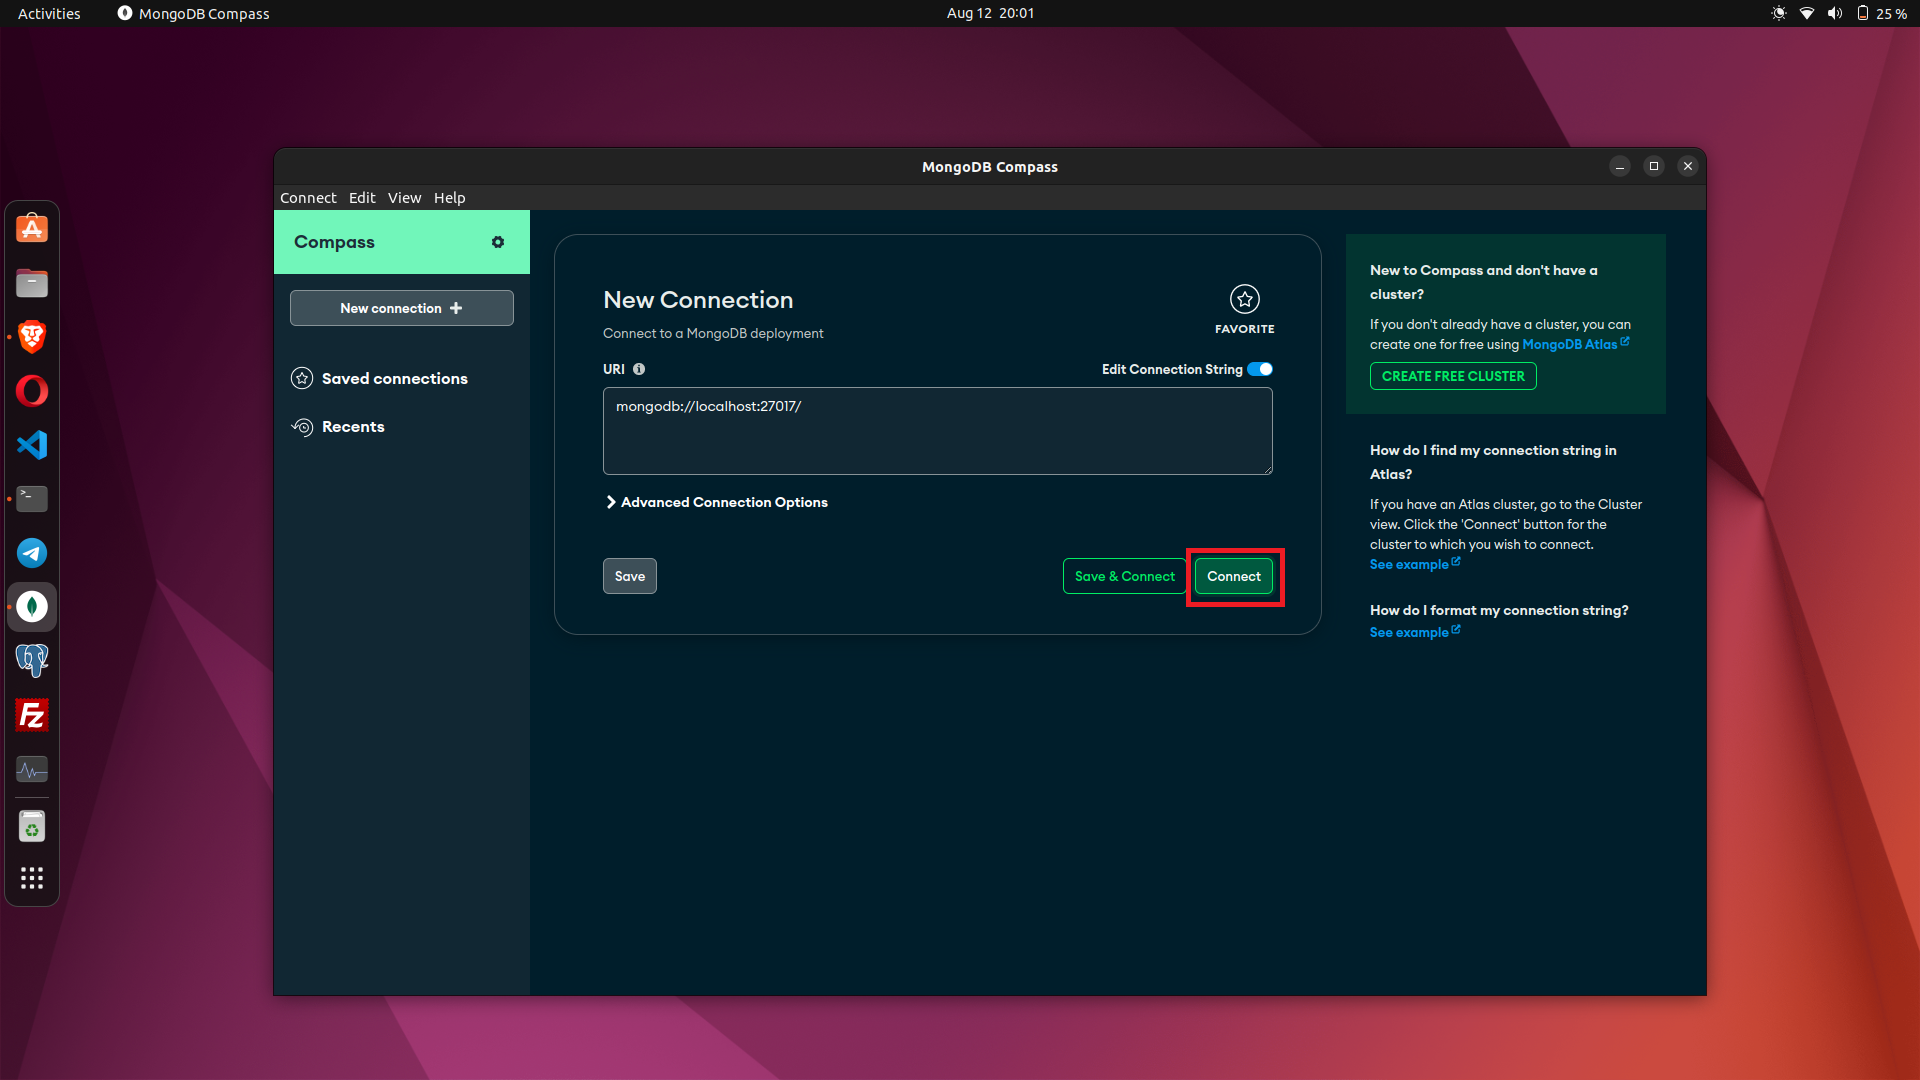 Activities
MongoDB Compass
Aug 12 20:01
25 %
MongoDB Compass
Connect Edit View Help
Compass
New connection
Saved connections
Recents
New Connection
Connect to a MongoDB deployment
FAVORITE
URI
Edit Connection String
mongodb://localhost:27017/
Advanced Connection Options
Save
Save & Connect
Connect
New to Compass and don't have a
cluster?
If you don't already have a cluster, you can
create one for free using MongoDB Atlas
CREATE FREE CLUSTER
How do I find my connection string in
Atlas?
If you have an Atlas cluster, go to the Cluster
view. Click the 'Connect' button for the
cluster to which you wish to connect.
See example
How do I format my connection string?
See example
Fz